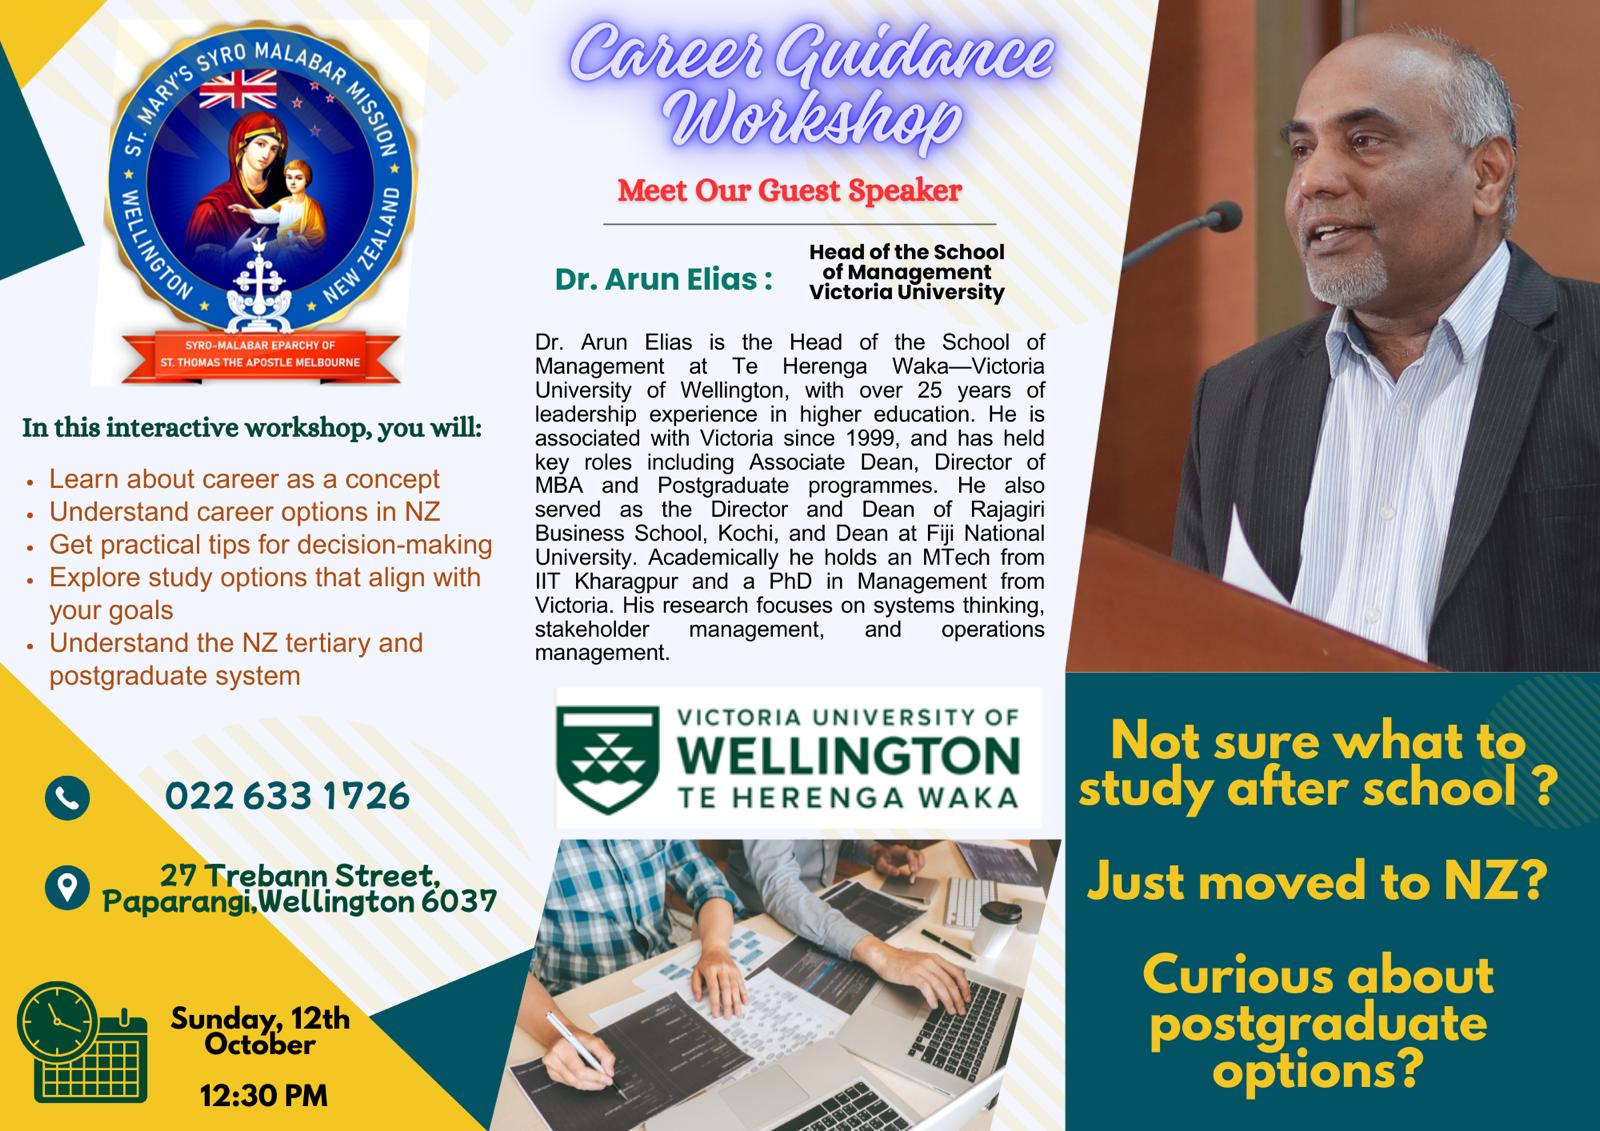 ST. MARY'S SYRO MALABAR MISSION
WELLINGTON
NEW ZEALAND
SYRO-MALABAR EPARCHY OF
ST. THOMAS THE APOSTLE MELBOURNE
In this interactive workshop, you will:
• Learn about career as a concept
• Understand career options in NZ
• Get practical tips for decision-making
• Explore study options that align with
your goals
• Understand the NZ tertiary and
postgraduate system
022 633 1726
27 Trebann Street,
Paparangi,Wellington 6037
Sunday, 12th
October
12:30 PM
Career Guidance
Workshop
Meet Our Guest Speaker
Dr. Arun Elias :
Head of the School
of Management
Victoria University
Dr. Arun Elias is the Head of the School of
Management at Te Herenga Waka—Victoria
University of Wellington, with over 25 years of
leadership experience in higher education. He is
associated with Victoria since 1999, and has held
key roles including Associate Dean, Director of
MBA and Postgraduate programmes. He also
served as the Director and Dean of Rajagiri
Business School, Kochi, and Dean at Fiji National
University. Academically he holds an MTech from
IIT Kharagpur and a PhD in Management from
Victoria. His research focuses on systems thinking,
stakeholder management, and operations
management.
VICTORIA UNIVERSITY OF
WELLINGTON
TE HERENGA WAKA
Not sure what to
study after school ?
Just moved to NZ?
Curious about
postgraduate
options?